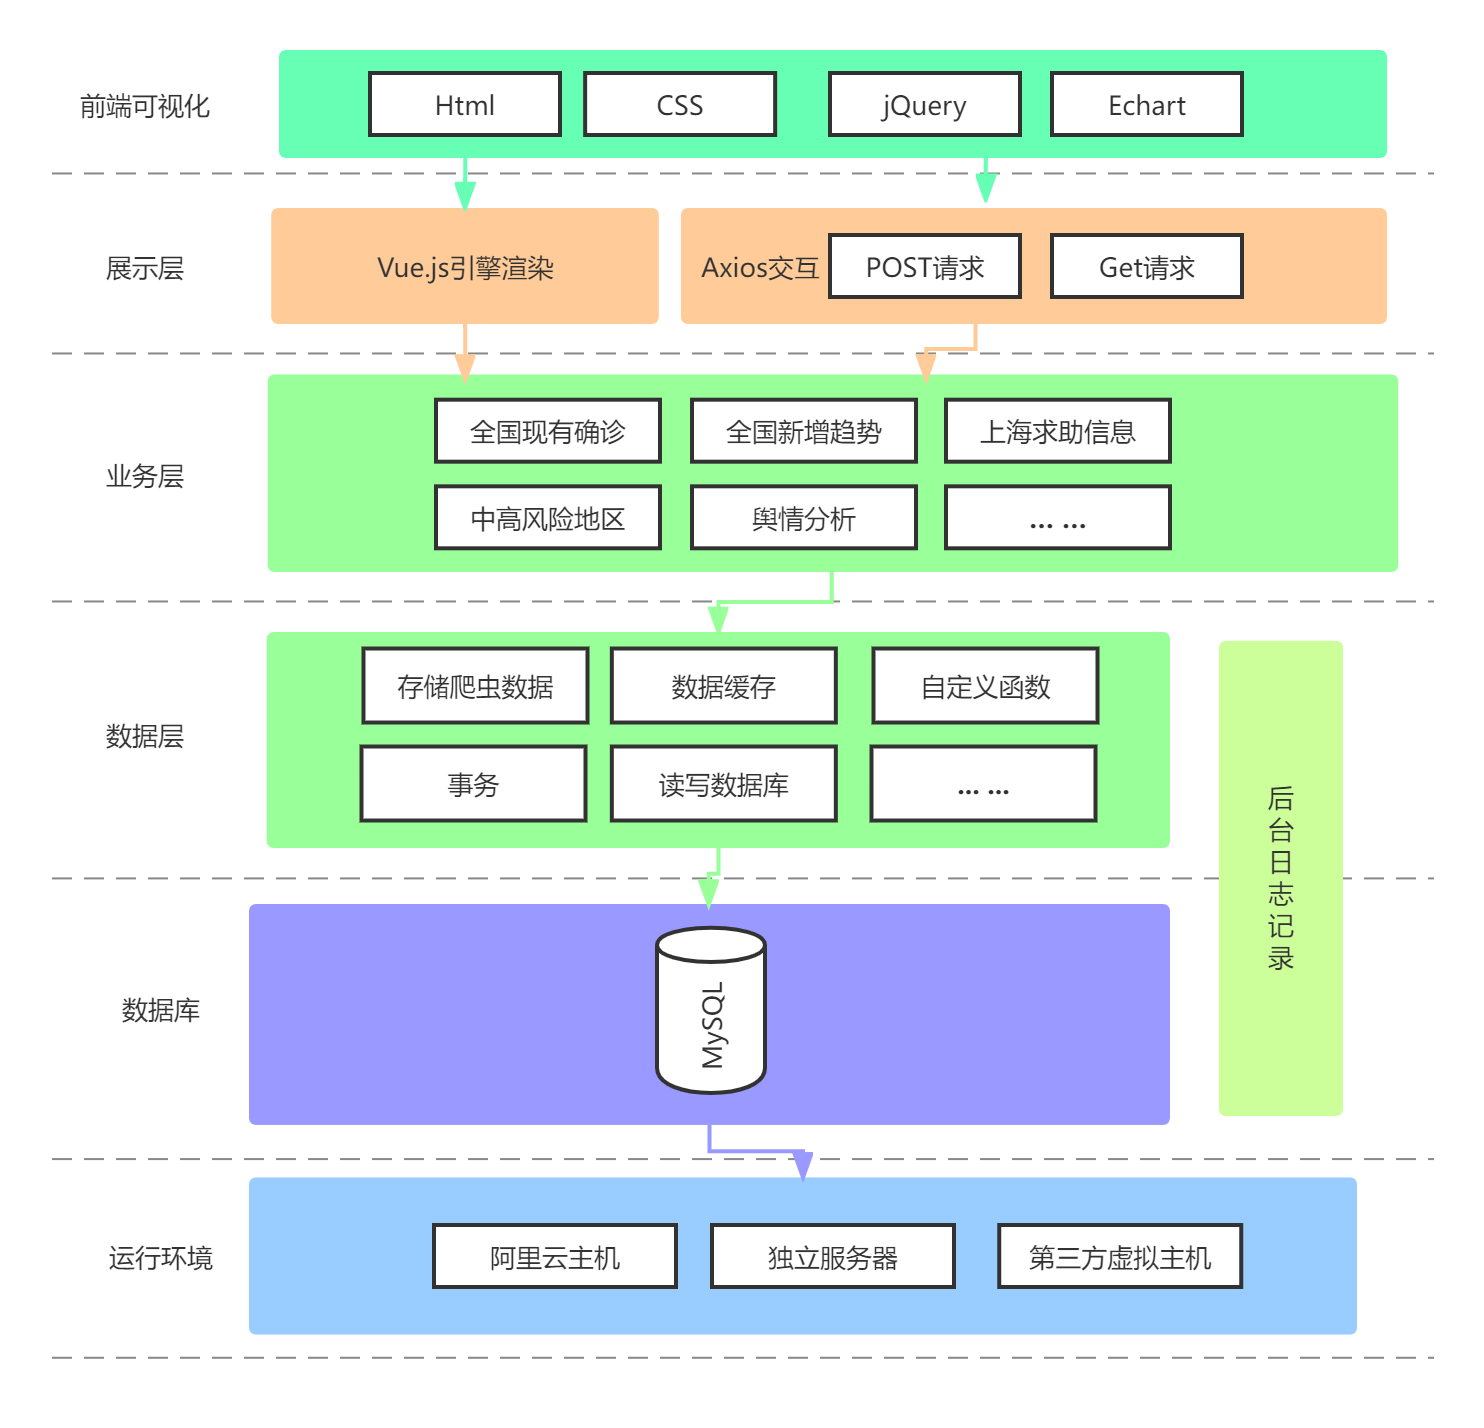 前端可视化
Html
CSS
jQuery
Echart
展示层
Vue.js引擎渲染
Axios交互
POST请求
Get请求
业务层
全国现有确诊
全国新增趋势
上海求助信息
中高风险地区
舆情分析
... ...
数据层
存储爬虫数据
数据缓存
自定义函数
事务
读写数据库
... ...
后台日志记录
数据库
MySQL
运行环境
阿里云主机
独立服务器
第三方虚拟主机